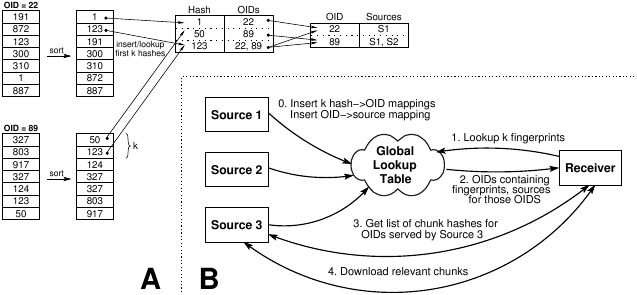 OID = 22
191
872
123
300
310
1
887
sort
1
123
191
300
310
872
887
insert/lookup
first k hashes
Hash OIDs
1 22
50 89
123 22, 89
OID Sources
22 S1
89 S1, S2
OID = 89
327
803
917
327
124
123
50
sort
50
123
124
327
327
803
917
k
A
B
Source 1
Source 2
Source 3
0. Insert k hash->OID mappings
Insert OID->source mapping
Global
Lookup
Table
1. Lookup k fingerprints
Receiver
2. OIDs containing
fingerprints, sources
for those OIDS
3. Get list of chunk hashes for
OIDs served by Source 3
4. Download relevant chunks